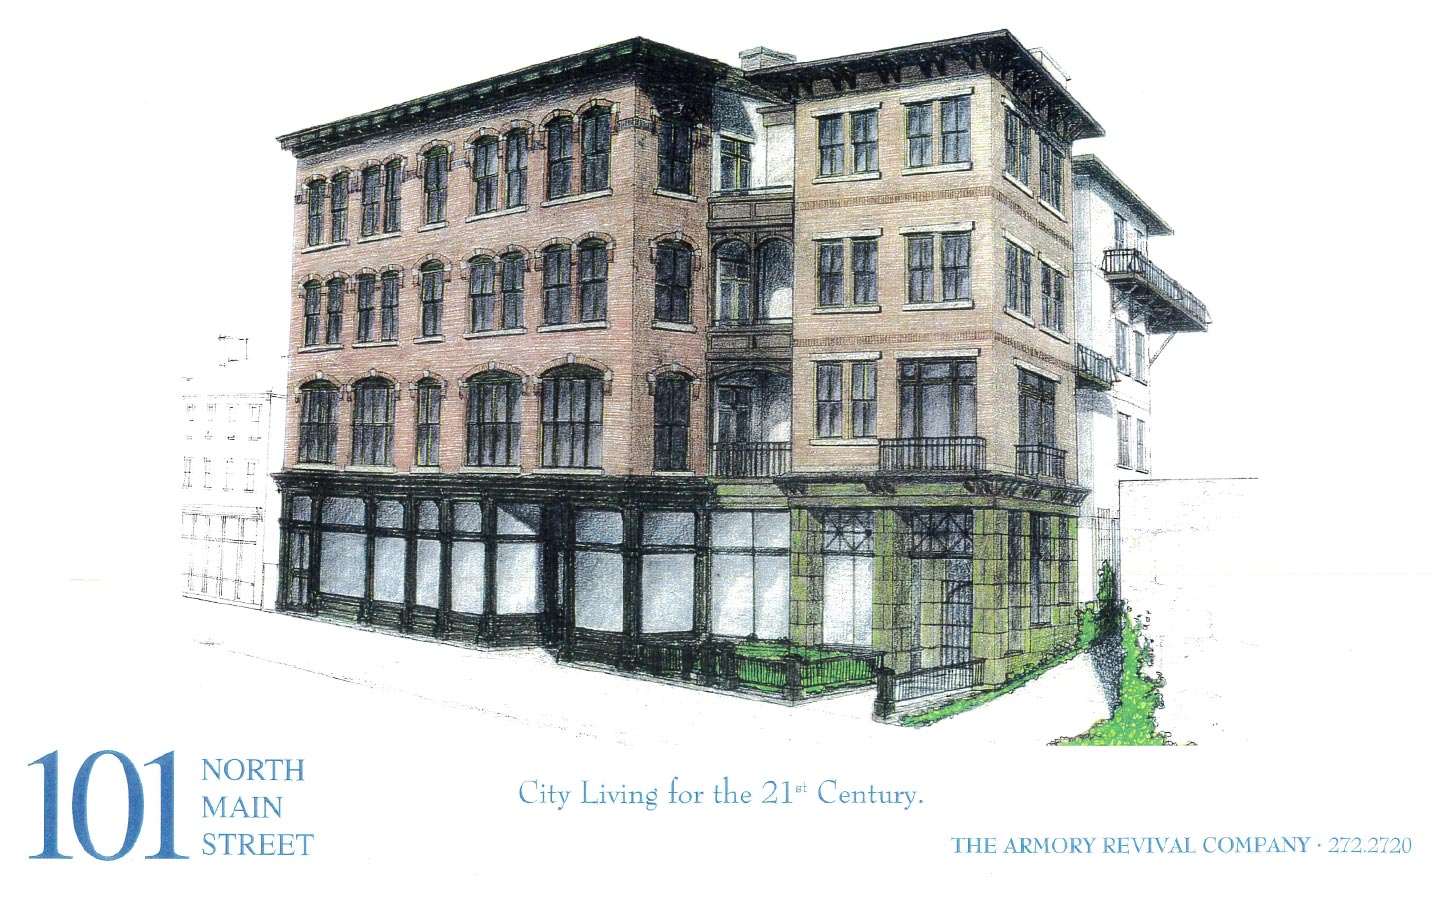 101
NORTH
MAIN
STREET
City Living for the 21st Century.
THE ARMORY REVIVAL COMPANY · 272.2720